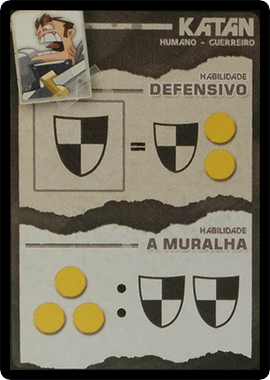 KATAN
HUMANO - GUERREIRO
HABILIDADE
DEFENSIVO
=
HABILIDADE
A MURALHA
: